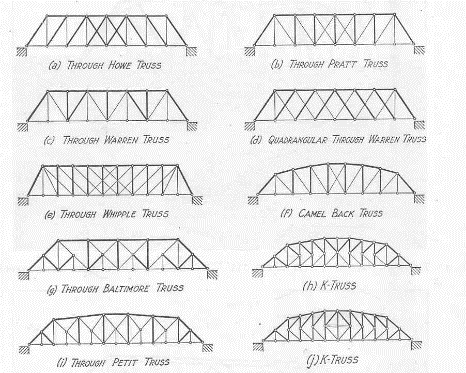 (a) THROUGH HOWE TRUSS
(b) THROUGH PRATT TRUSS
(c) THROUGH WARREN TRUSS
(d) QUADRANGULAR THROUGH WARREN TRUSS
(e) THROUGH WHIPPLE TRUSS
(f) CAMEL BACK TRUSS
(g) THROUGH BALTIMORE TRUSS
(h) K-TRUSS
(i) THROUGH PETIT TRUSS
(j) K-TRUSS